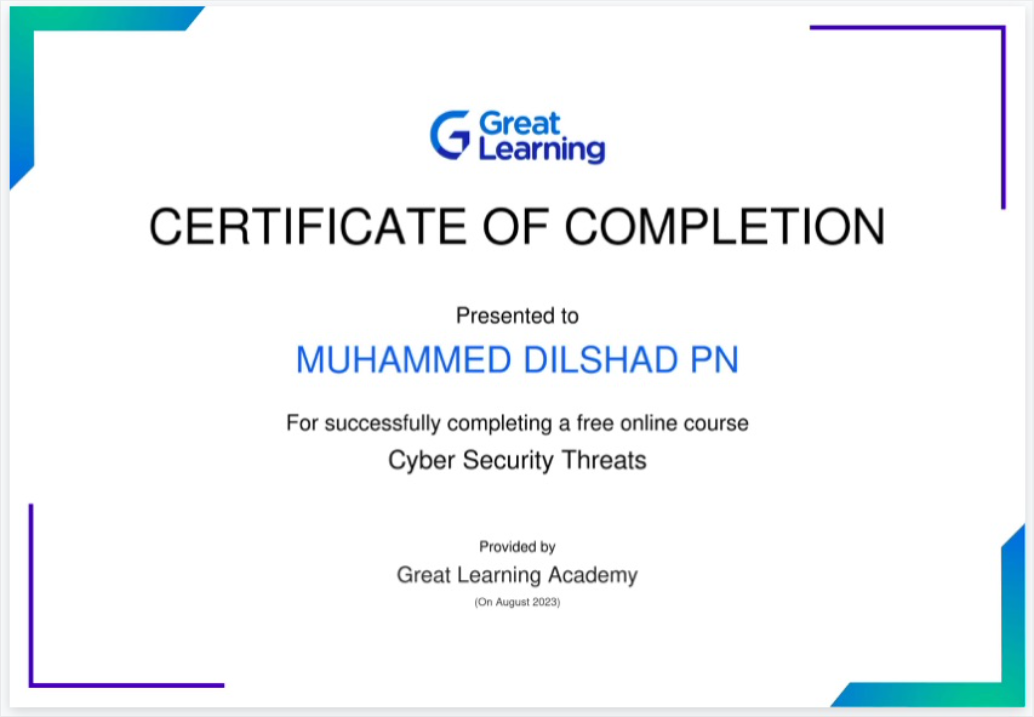 Great
Learning
CERTIFICATE OF COMPLETION
Presented to
MUHAMMED DILSHAD PN
For successfully completing a free online course
Cyber Security Threats
Provided by
Great Learning Academy
(On August 2023)